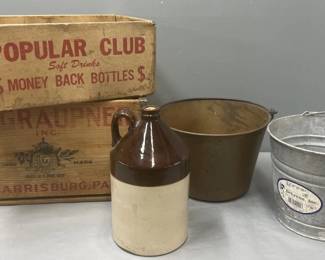 POPULAR CLUB
Soft Drinks
$ MONEY BACK BOTTLES $
GRAUPNER
INC.
HARRISBURG, PA.